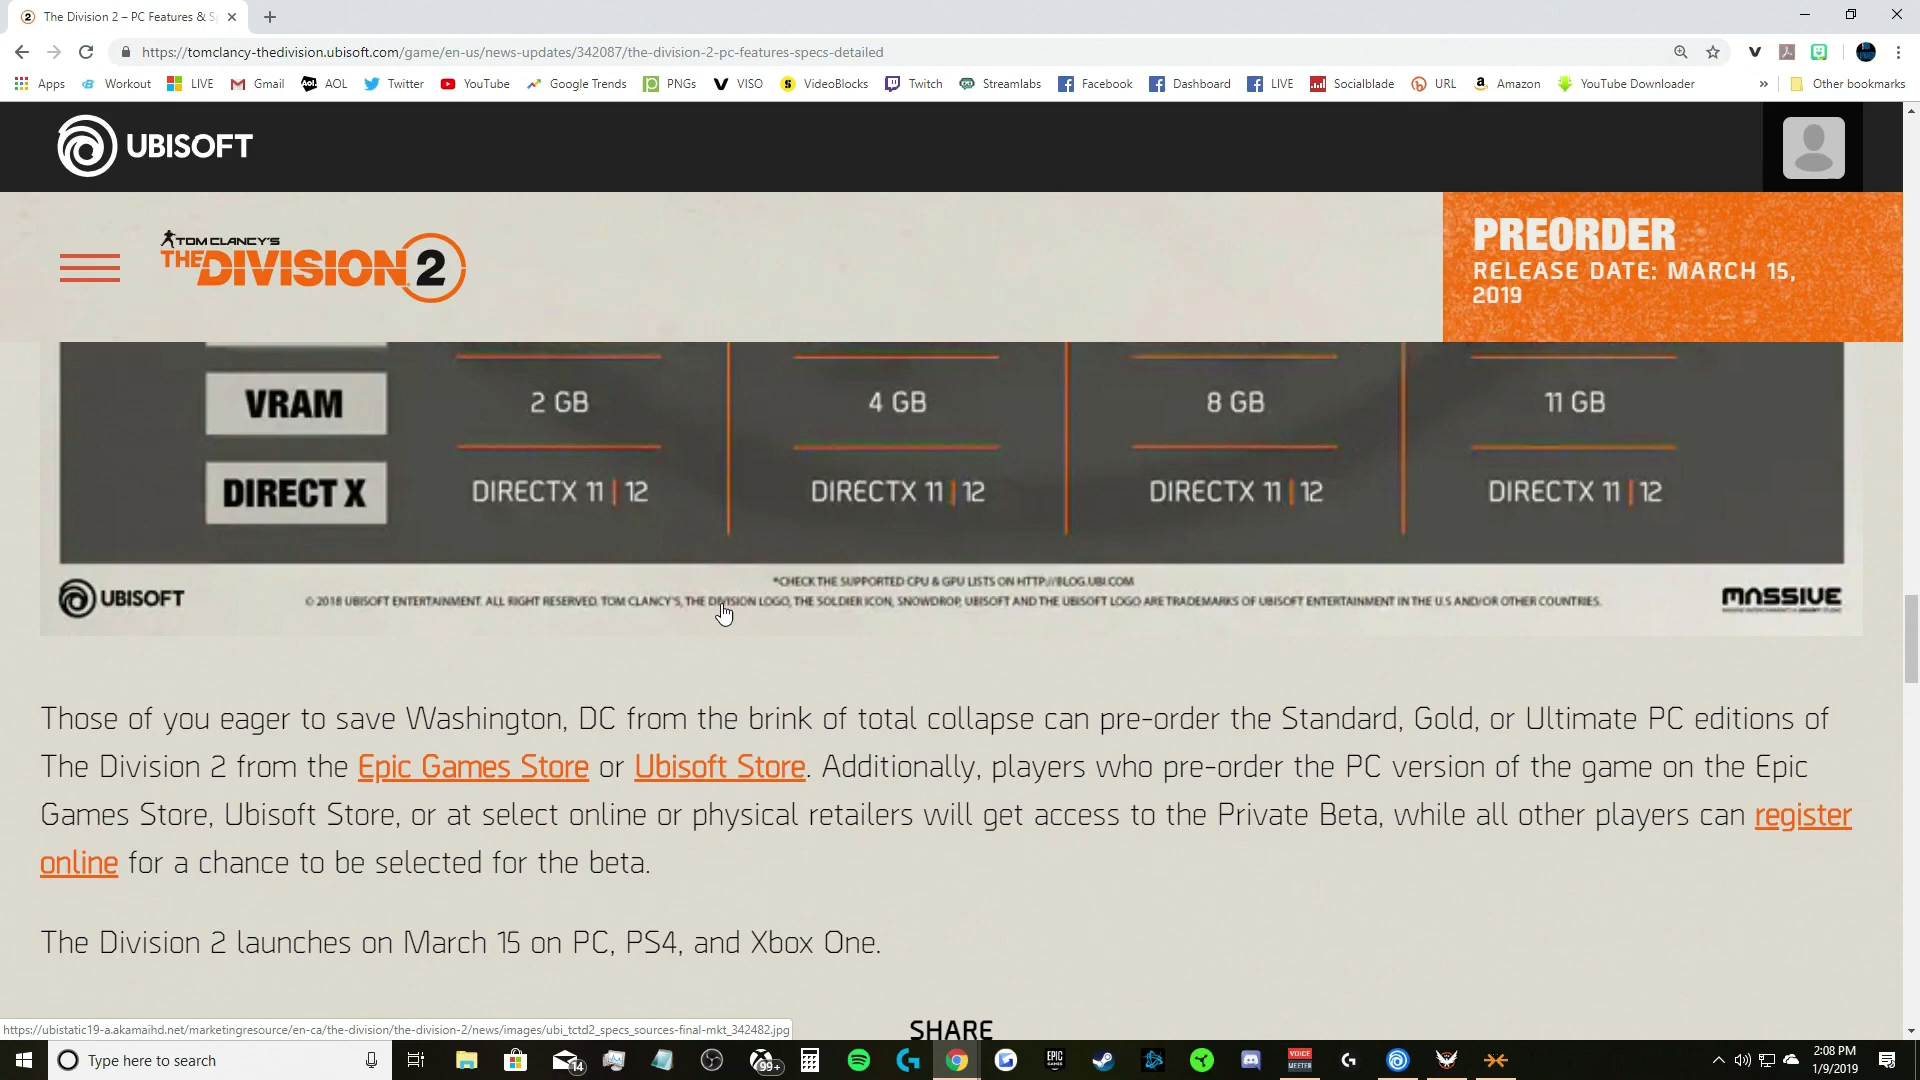 The Division 2 – PC Features & S
https://tomclancy-thedivision.ubisoft.com/game/en-us/news-updates/342087/the-division-2-pc-features-specs-detailed
Apps Workout LIVE Gmail AOL Twitter YouTube Google Trends PNGs VISO VideoBlocks Twitch Streamlabs Facebook Dashboard LIVE Socialblade URL Amazon YouTube Downloader » Other bookmarks
UBISOFT
TOM CLANCY'S
THE DIVISION 2
PREORDER
RELEASE DATE: MARCH 15,
2019
VRAM 2 GB 4 GB 8 GB 11 GB
DIRECT X DIRECTX 11 | 12 DIRECTX 11 | 12 DIRECTX 11 | 12 DIRECTX 11 | 12
*CHECK THE SUPPORTED CPU & GPU LISTS ON HTTP://BLOG.UBI.COM
UBISOFT © 2018 UBISOFT ENTERTAINMENT. ALL RIGHT RESERVED. TOM CLANCY'S, THE DIVISION LOGO, THE SOLDIER ICON, SNOWDROP, UBISOFT AND THE UBISOFT LOGO ARE TRADEMARKS OF UBISOFT ENTERTAINMENT IN THE U.S AND/OR OTHER COUNTRIES. MASSIVE
Those of you eager to save Washington, DC from the brink of total collapse can pre-order the Standard, Gold, or Ultimate PC editions of
The Division 2 from the Epic Games Store or Ubisoft Store. Additionally, players who pre-order the PC version of the game on the Epic
Games Store, Ubisoft Store, or at select online or physical retailers will get access to the Private Beta, while all other players can register
online for a chance to be selected for the beta.
The Division 2 launches on March 15 on PC, PS4, and Xbox One.
https://ubistatic19-a.akamaihd.net/marketingresource/en-ca/the-division/the-division-2/news/images/ubi_tctd2_specs_sources-final-mkt_342482.jpg
SHARE
Type here to search 14 99+ EPIC GAMES VOICE MEETER 2:08 PM
1/9/2019